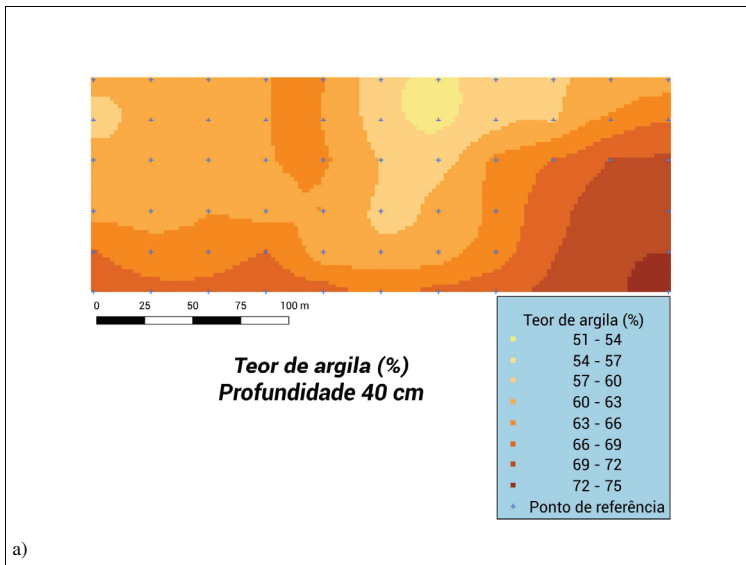 0 25 50 75 100 m
Teor de argila (%)
Profundidade 40 cm
Teor de argila (%)
51 - 54
54 - 57
57 - 60
60 - 63
63 - 66
66 - 69
69 - 72
72 - 75
Ponto de referência
a)